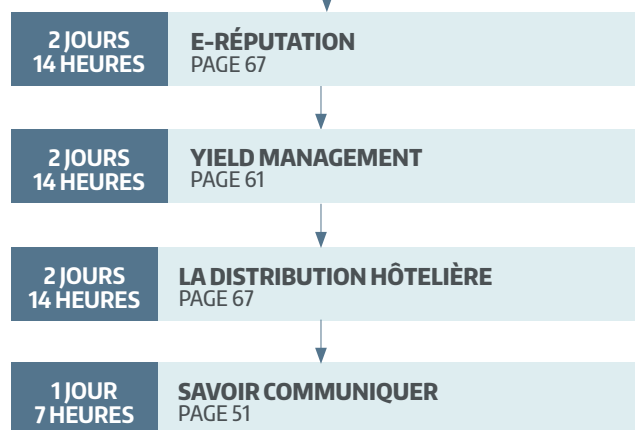 2 JOURS
14 HEURES
E-RÉPUTATION
PAGE 67
2 JOURS
14 HEURES
YIELD MANAGEMENT
PAGE 61
2 JOURS
14 HEURES
LA DISTRIBUTION HÔTELIÈRE
PAGE 67
1 JOUR
7 HEURES
SAVOIR COMMUNIQUER
PAGE 51